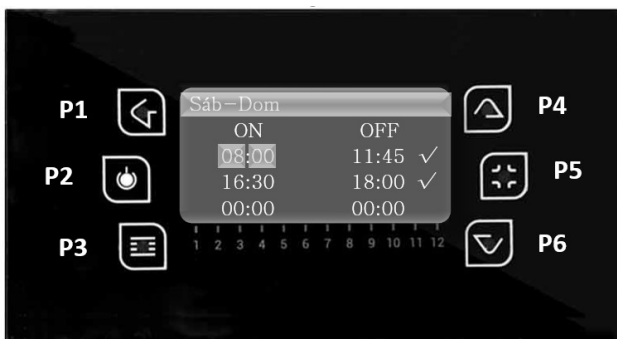 Sáb-Dom
ON OFF
P1 P4
08:00 11:45 ✓
P2 16:30 18:00 ✓ P5
00:00 00:00
P3 1 2 3 4 5 6 7 8 9 10 11 12 P6